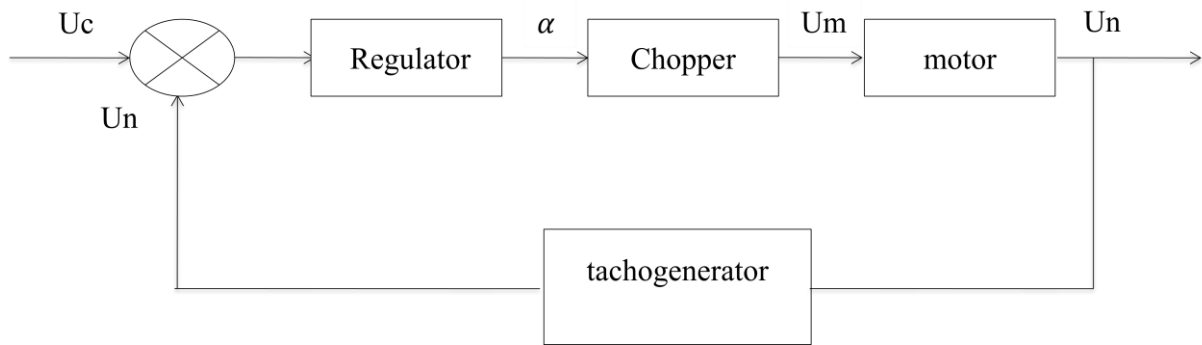 Uc
Regulator
α
Chopper
Um
motor
Un
Un
tachogenerator